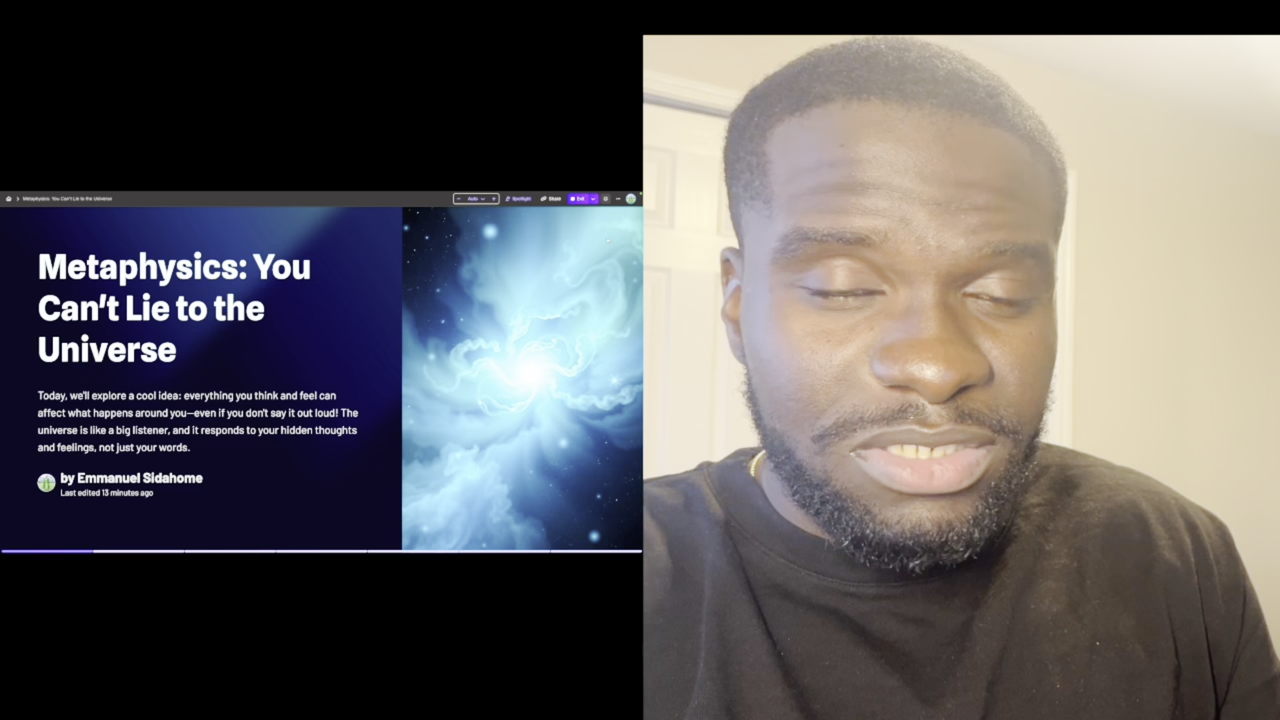 Metaphysics: You Can't Lie to the Universe
Auto
Spotlight
Share
Exit
Metaphysics: You
Can't Lie to the
Universe
Today, we'll explore a cool idea: everything you think and feel can
affect what happens around you—even if you don't say it out loud! The
universe is like a big listener, and it responds to your hidden thoughts
and feelings, not just your words.
by Emmanuel Sidahome
Last edited 13 minutes ago